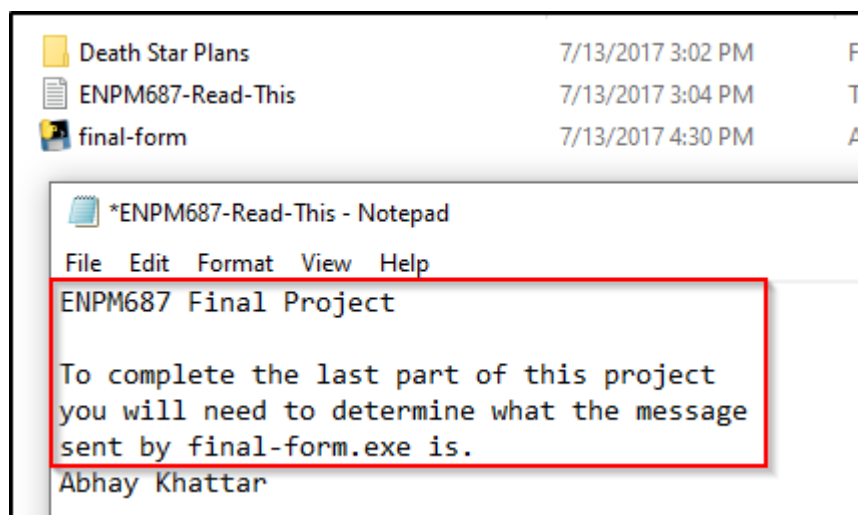 Death Star Plans 7/13/2017 3:02 PM F
ENPM687-Read-This 7/13/2017 3:04 PM T
final-form 7/13/2017 4:30 PM A
*ENPM687-Read-This - Notepad
File Edit Format View Help
ENPM687 Final Project
To complete the last part of this project
you will need to determine what the message
sent by final-form.exe is.
Abhay Khattar